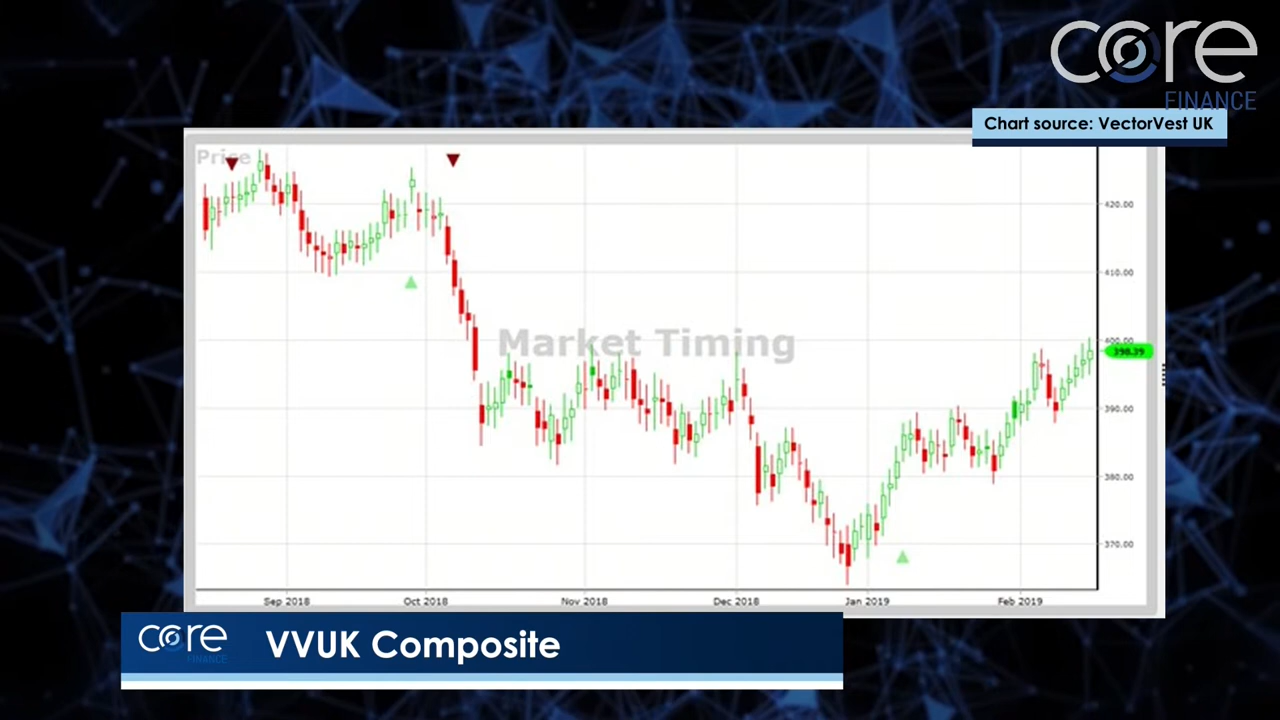 core
FINANCE
Chart source: VectorVest UK
Price
420.00
410.00
Market Timing
400.00
398.39
390.00
380.00
370.00
Sep 2018 Oct 2018 Nov 2018 Dec 2018 Jan 2019 Feb 2019
core
FINANCE
VVUK Composite